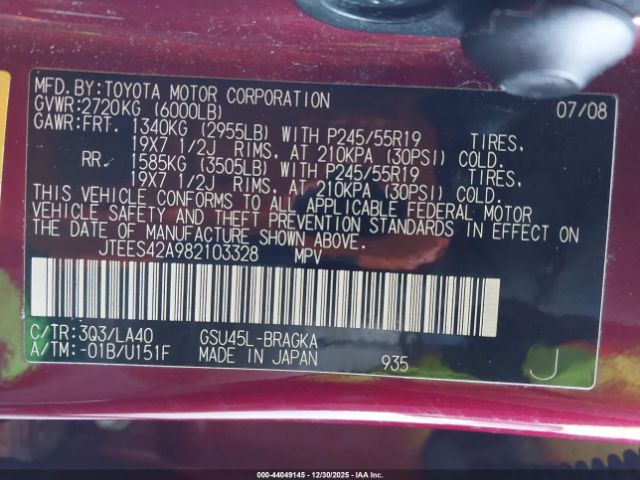 MFD.BY:TOYOTA MOTOR CORPORATION 07/08
GVWR:2720KG (6000LB)
GAWR:FRT. 1340KG (2955LB) WITH P245/55R19 TIRES,
19X7 1/2J RIMS, AT 210KPA (30PSI) COLD.
RR. 1585KG (3505LB) WITH P245/55R19 TIRES,
19X7 1/2J RIMS, AT 210KPA (30PSI) COLD.
THIS VEHICLE CONFORMS TO ALL APPLICABLE FEDERAL MOTOR
VEHICLE SAFETY AND THEFT PREVENTION STANDARDS IN EFFECT ON
THE DATE OF MANUFACTURE SHOWN ABOVE.
JTEES42A982103328 MPV
C/TR:3Q3/LA40 GSU45L-BRAGKA
A/TM:-01B/U151F MADE IN JAPAN 935 J
000-44049145 - 12/30/2025 - IAA Inc.